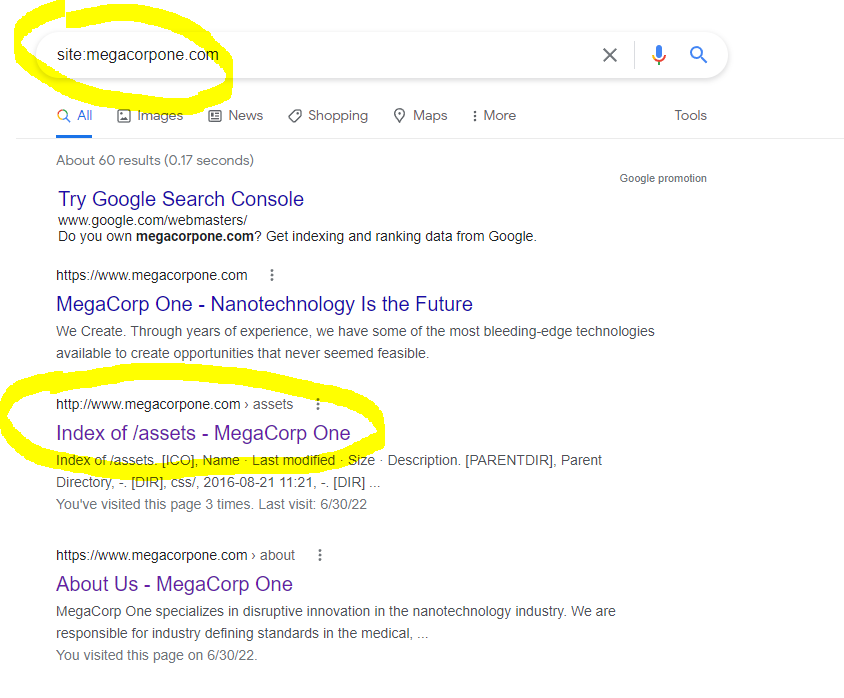 site:megacorpone.com
All Images News Shopping Maps More Tools
About 60 results (0.17 seconds)
Google promotion
Try Google Search Console
www.google.com/webmasters/
Do you own megacorpone.com? Get indexing and ranking data from Google.
https://www.megacorpone.com
MegaCorp One - Nanotechnology Is the Future
We Create. Through years of experience, we have some of the most bleeding-edge technologies
available to create opportunities that never seemed feasible.
http://www.megacorpone.com › assets
Index of /assets - MegaCorp One
Index of /assets. [ICO], Name · Last modified · Size · Description. [PARENTDIR], Parent
Directory, -. [DIR], css/, 2016-08-21 11:21, -. [DIR] ...
You've visited this page 3 times. Last visit: 6/30/22
https://www.megacorpone.com › about
About Us - MegaCorp One
MegaCorp One specializes in disruptive innovation in the nanotechnology industry. We are
responsible for industry defining standards in the medical, ...
You visited this page on 6/30/22.